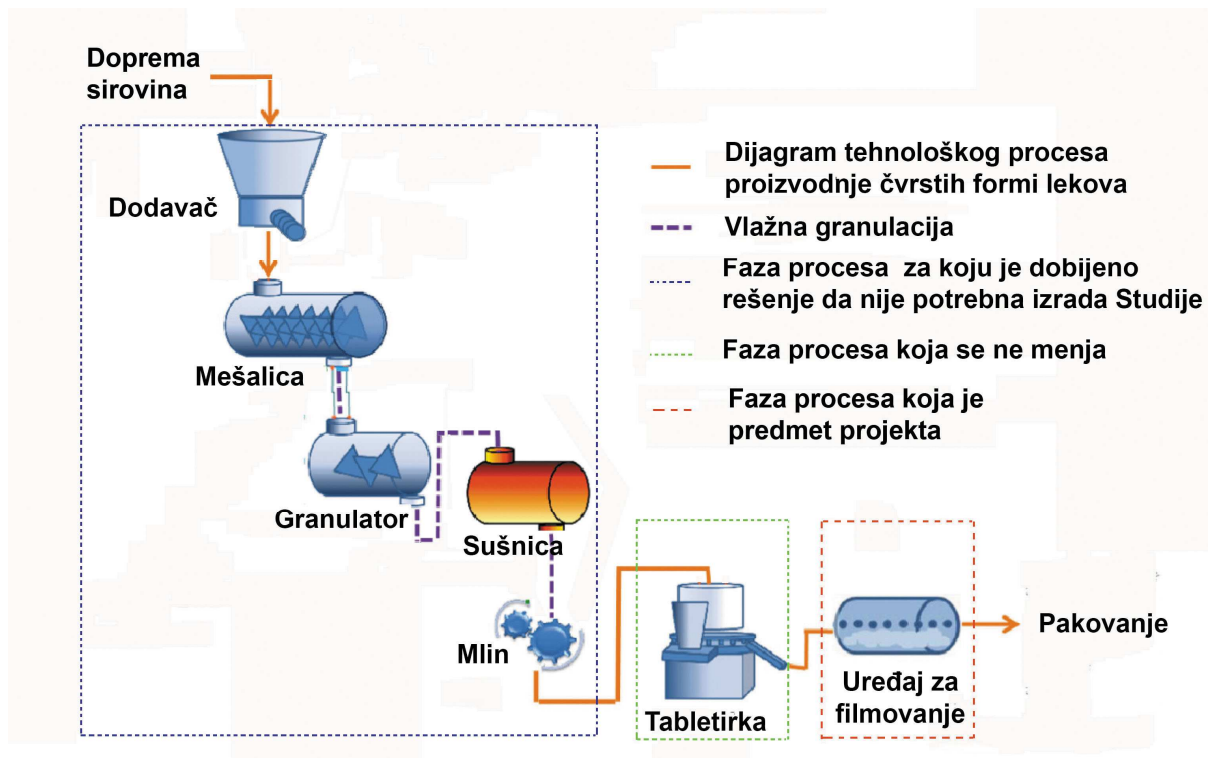 Doprema
sirovina
Dodavač
Mešalica
Granulator
Sušnica
Mlin
Tabletirka
Uređaj za
filmovanje
Pakovanje
Dijagram tehnološkog procesa
proizvodnje čvrstih formi lekova
Vlažna granulacija
Faza procesa za koju je dobijeno
rešenje da nije potrebna izrada Studije
Faza procesa koja se ne menja
Faza procesa koja je
predmet projekta